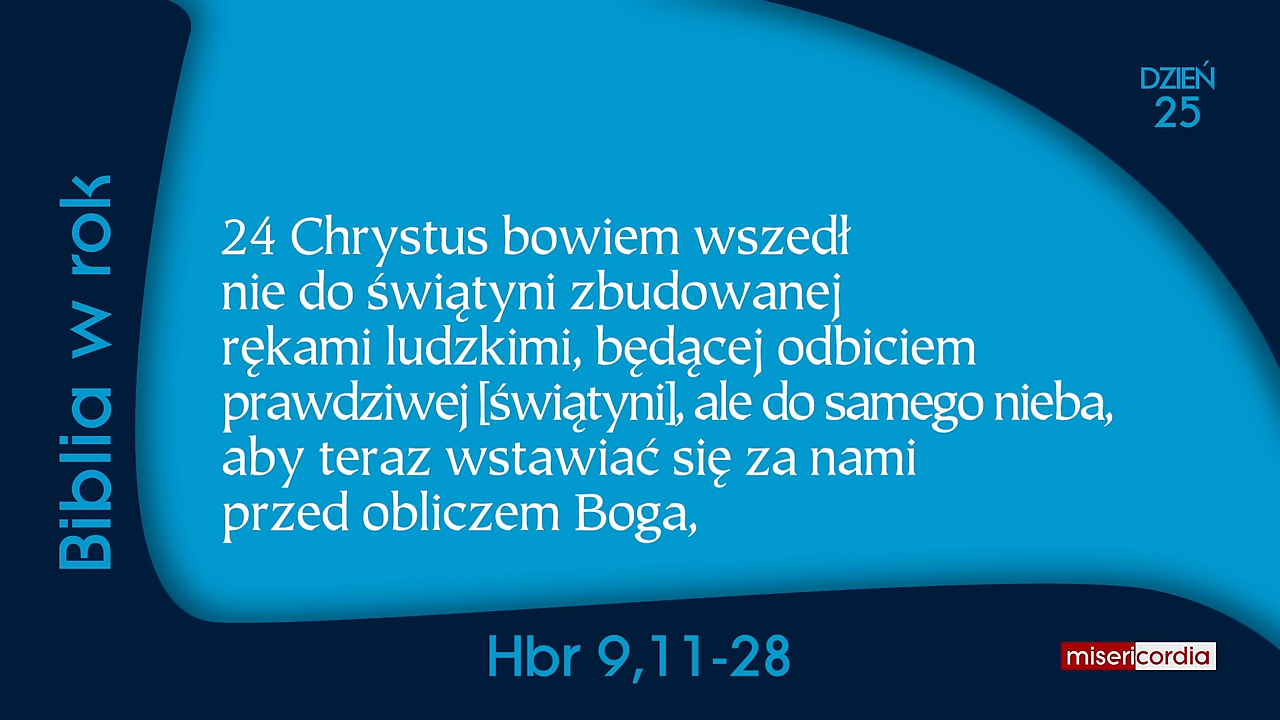 DZIEŃ
25
Biblia w rok
24 Chrystus bowiem wszedł
nie do świątyni zbudowanej
rękami ludzkimi, będącej odbiciem
prawdziwej [świątyni], ale do samego nieba,
aby teraz wstawiać się za nami
przed obliczem Boga,
Hbr 9,11-28
misericordia